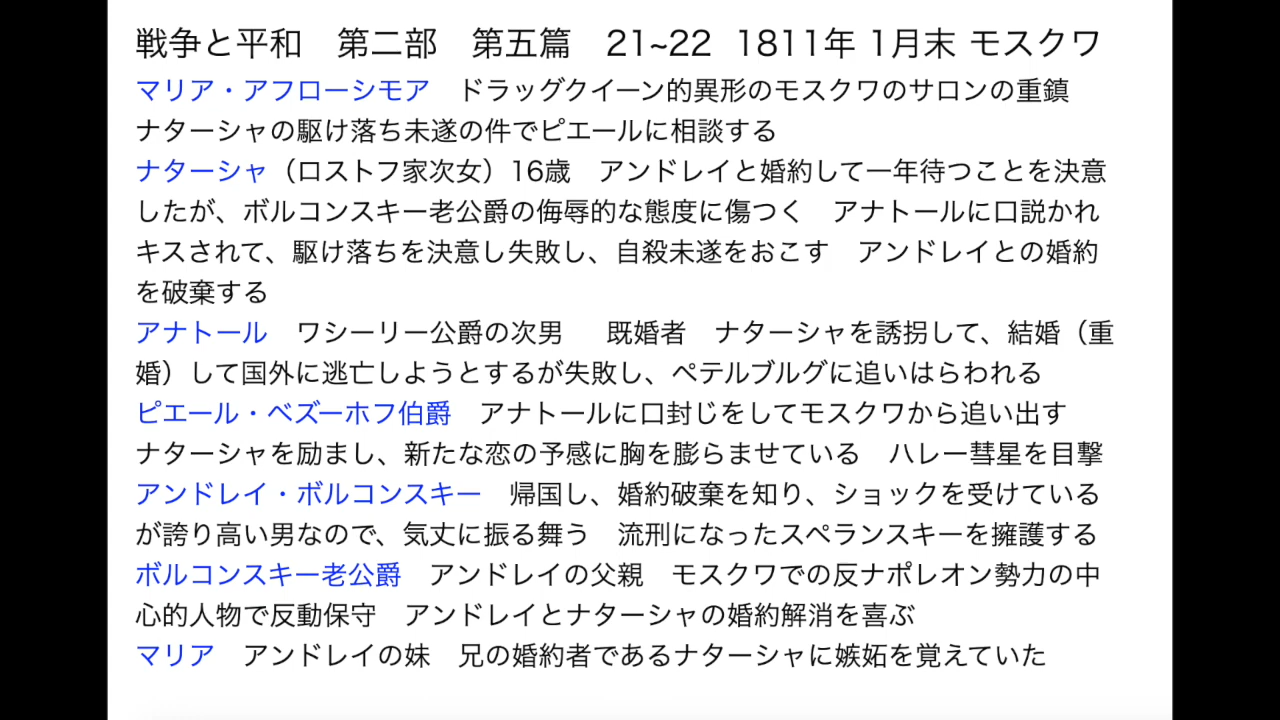 戦争と平和　第二部　第五篇　21~22  1811年 1月末 モスクワ
マリア・アフローシモア　ドラッグクイーン的異形のモスクワのサロンの重鎮
ナターシャの駆け落ち未遂の件でピエールに相談する
ナターシャ（ロストフ家次女）16歳　アンドレイと婚約して一年待つことを決意
したが、ボルコンスキー老公爵の侮辱的な態度に傷つく　アナトールに口説かれ
キスされて、駆け落ちを決意し失敗し、自殺未遂をおこす　アンドレイとの婚約
を破棄する
アナトール　ワシーリー公爵の次男　 既婚者　ナターシャを誘拐して、結婚（重
婚）して国外に逃亡しようとするが失敗し、ペテルブルグに追いはらわれる
ピエール・ベズーホフ伯爵　アナトールに口封じをしてモスクワから追い出す
ナターシャを励まし、新たな恋の予感に胸を膨らませている　ハレー彗星を目撃
アンドレイ・ボルコンスキー　帰国し、婚約破棄を知り、ショックを受けている
が誇り高い男なので、気丈に振る舞う　流刑になったスペランスキーを擁護する
ボルコンスキー老公爵　アンドレイの父親　モスクワでの反ナポレオン勢力の中
心的人物で反動保守　アンドレイとナターシャの婚約解消を喜ぶ
マリア　アンドレイの妹　兄の婚約者であるナターシャに嫉妬を覚えていた